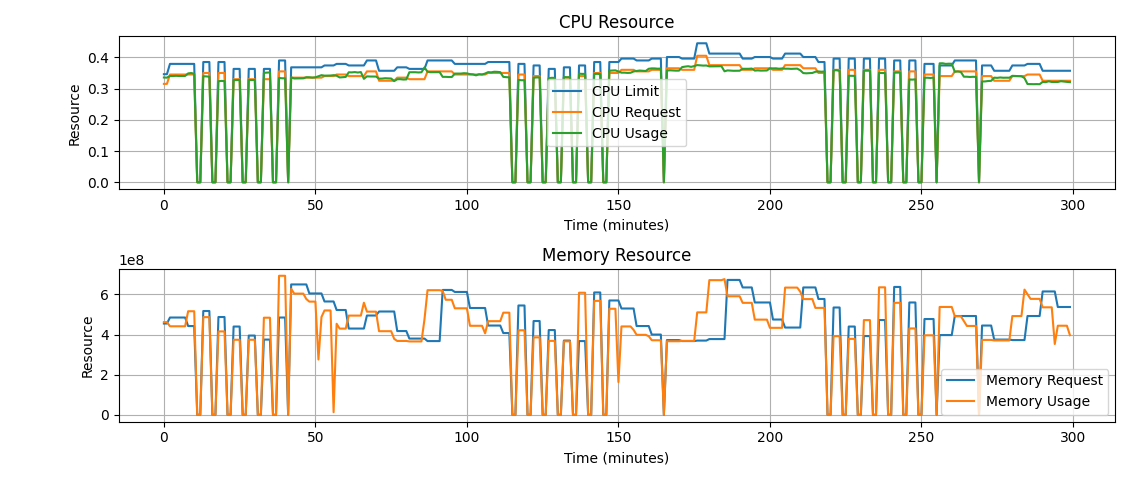 CPU Resource
Resource
0.4
0.3
0.2
0.1
0.0
CPU Limit
CPU Request
CPU Usage
0 50 100 150 200 250 300
Time (minutes)
Memory Resource
1e8
Resource
6
4
2
0
Memory Request
Memory Usage
0 50 100 150 200 250 300
Time (minutes)